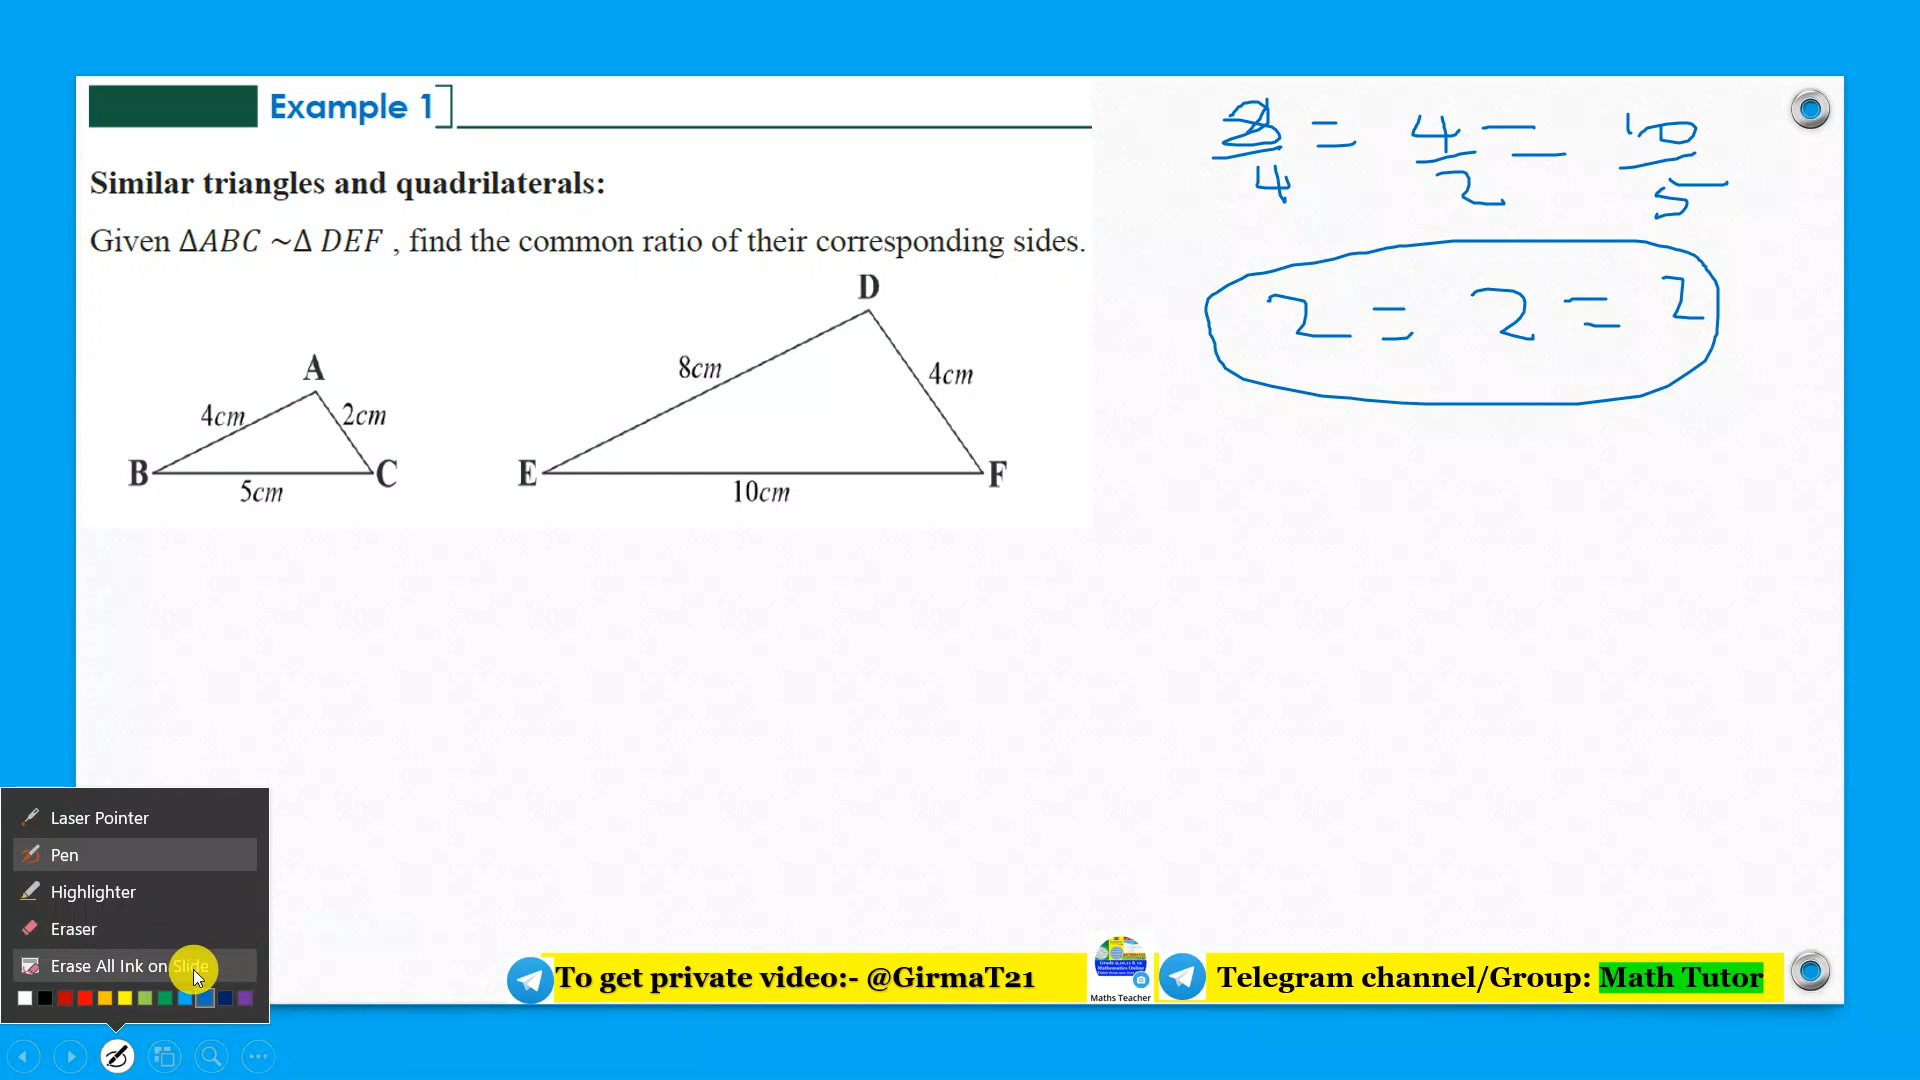 Example 1
Similar triangles and quadrilaterals:
Given ΔABC ~Δ DEF , find the common ratio of their corresponding sides.
D
8cm
4cm
A
4cm
2cm
B
C
5cm
E
F
10cm
8/4 = 4/2 = 10/5
2 = 2 = 2
Laser Pointer
Pen
Highlighter
Eraser
Erase All Ink on Slide
To get private video:- @GirmaT21
Maths Teacher
Telegram channel/Group: Math Tutor